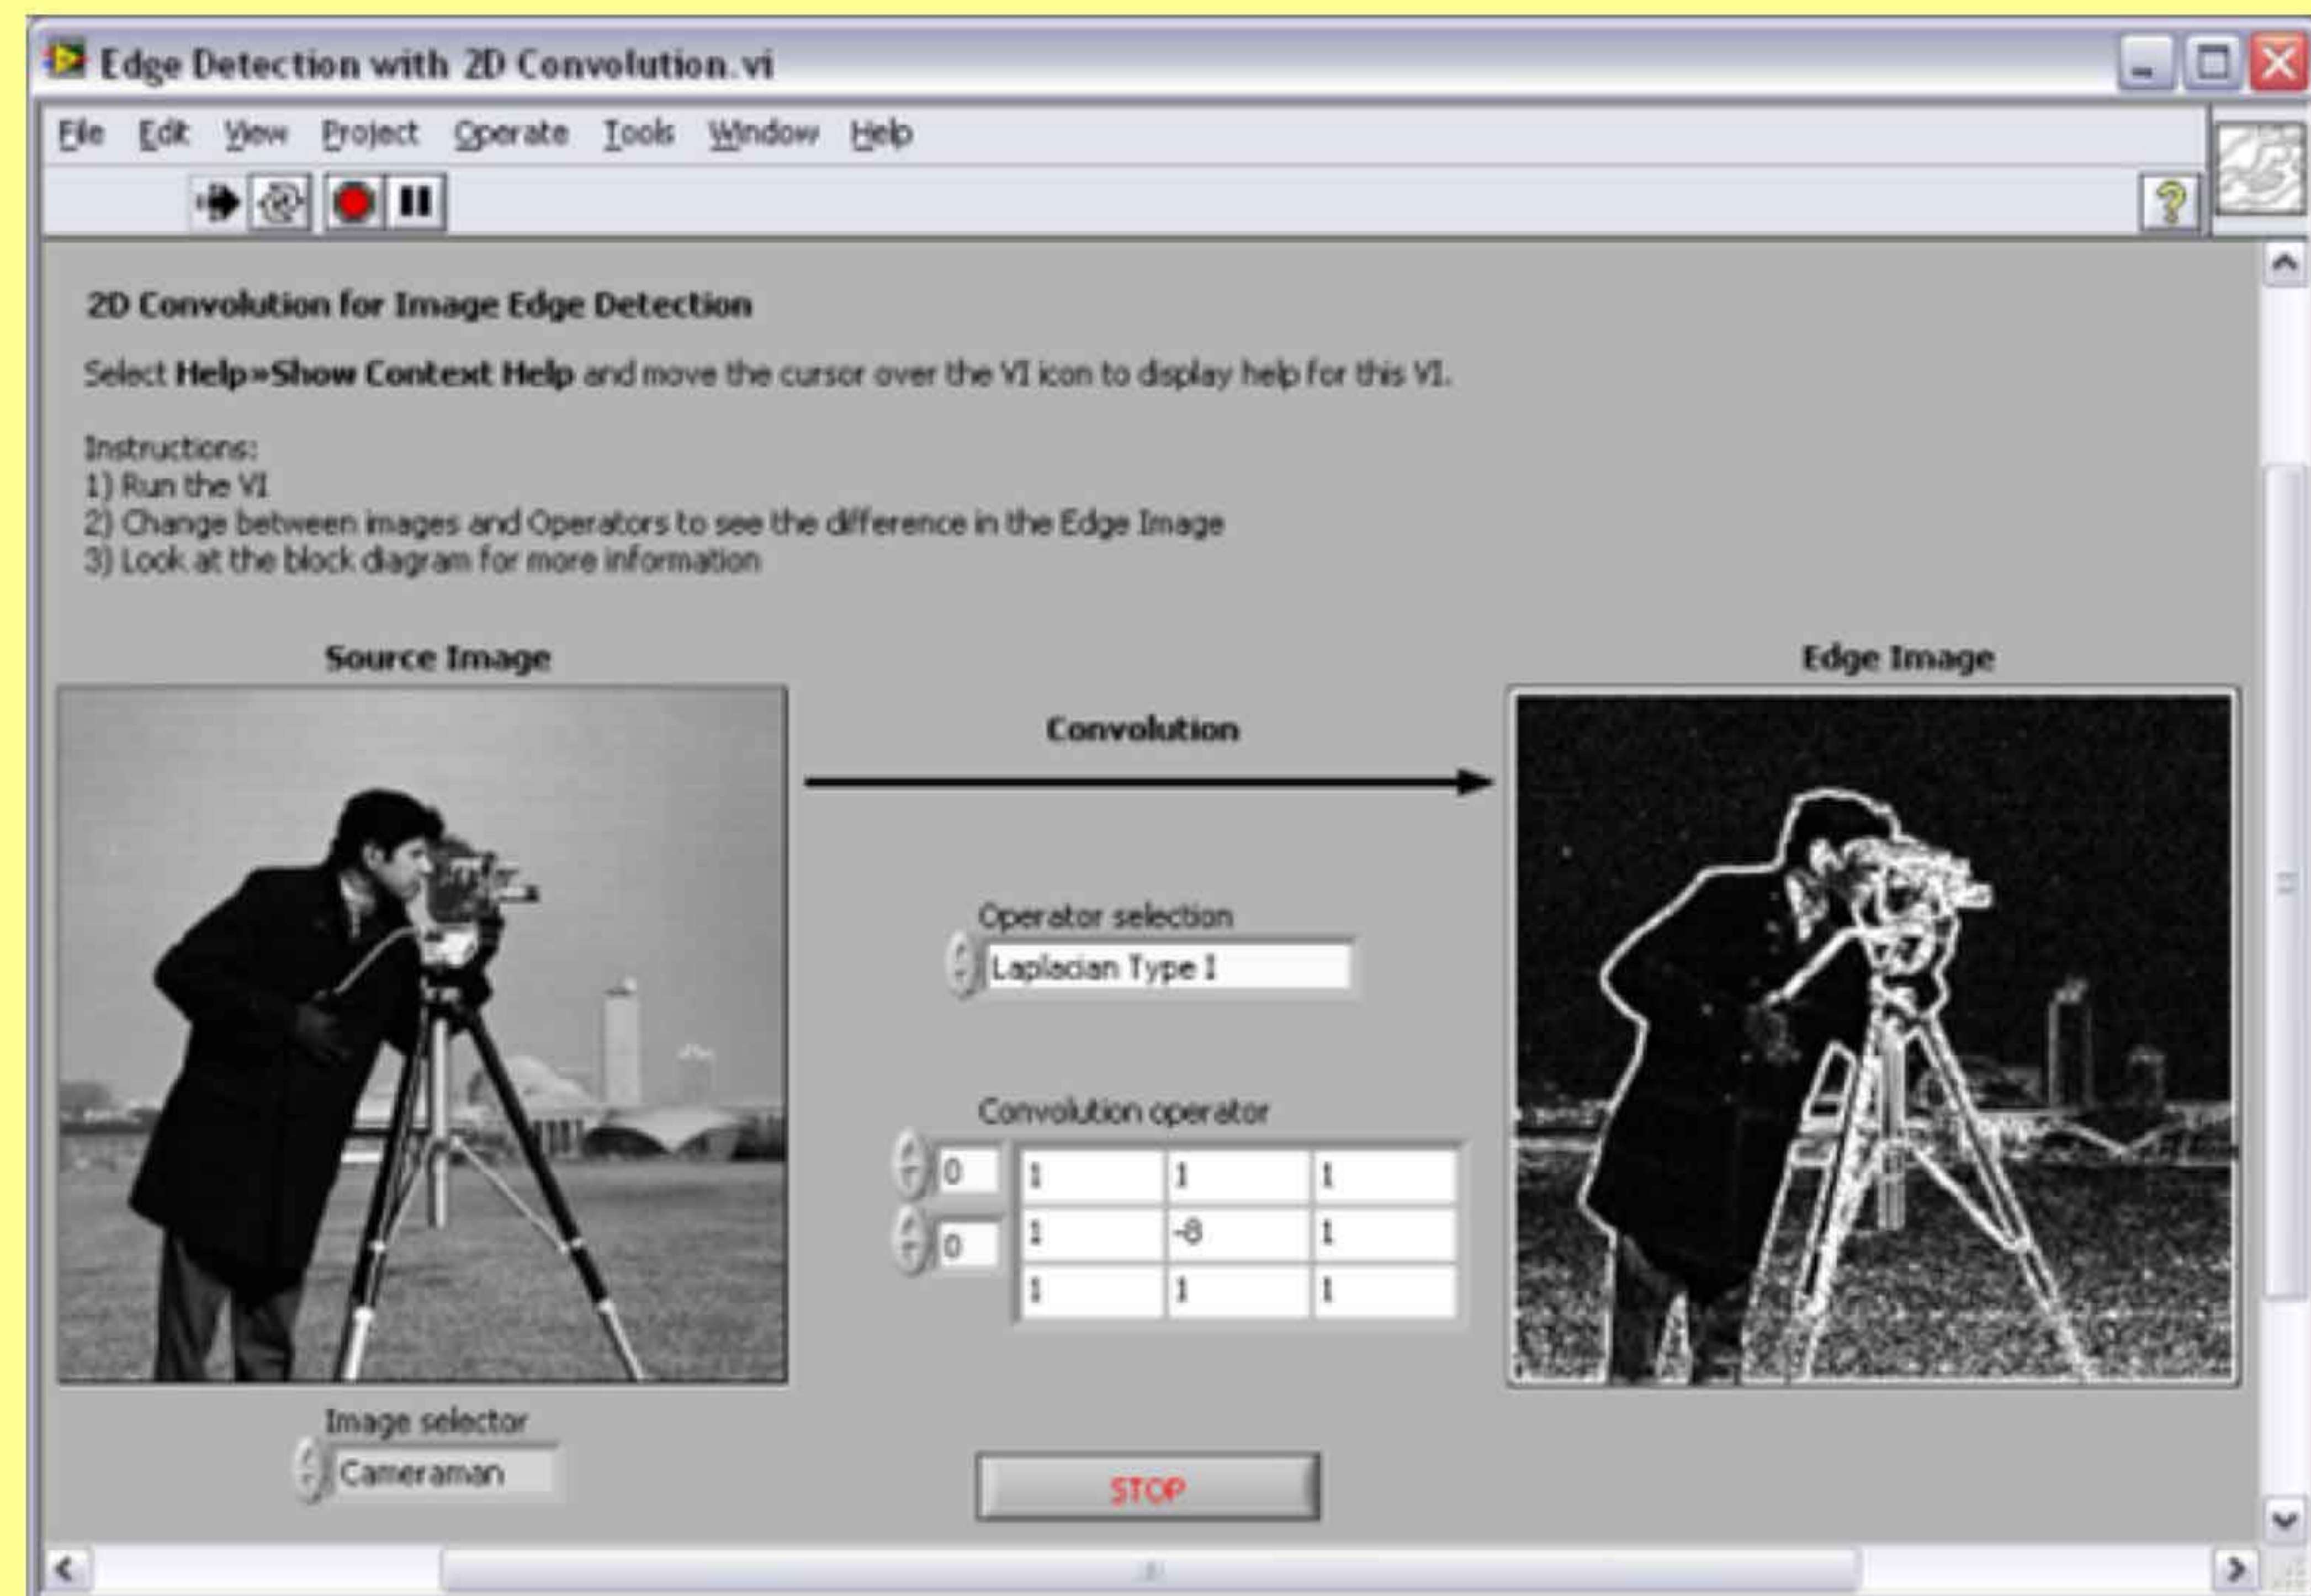 Edge Detection with 2D Convolution.vi
File Edit View Project Operate Tools Window Help
2D Convolution for Image Edge Detection
Select Help»Show Context Help and move the cursor over the VI icon to display help for this VI.
Instructions:
1) Run the VI
2) Change between images and Operators to see the difference in the Edge Image
3) Look at the block diagram for more information
Source Image
Edge Image
Convolution
Operator selection
Laplacian Type I
Convolution operator
0 1 1 1
0 1 -8 1
1 1 1
Image selector
Cameraman
STOP